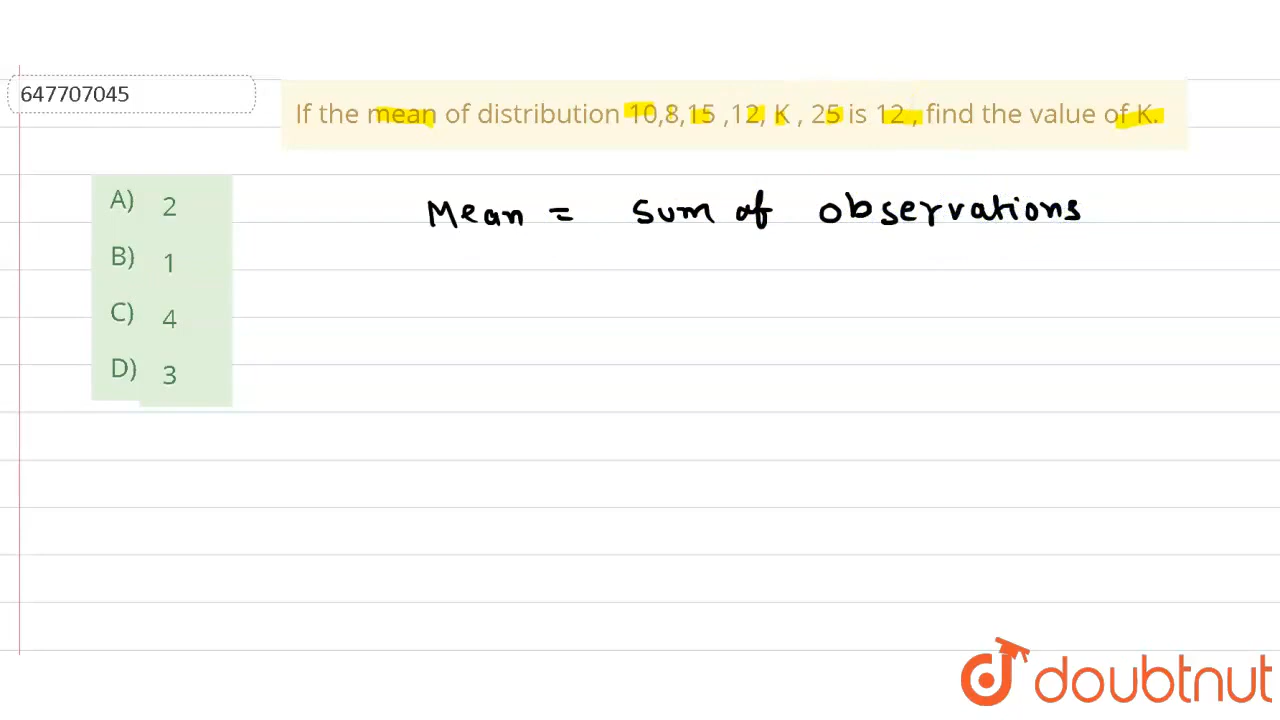 647707045
If the mean of distribution 10,8,15 ,12, K , 25 is 12 , find the value of K.
Mean = sum of observations
A) 2
B) 1
C) 4
D) 3
doubtnut